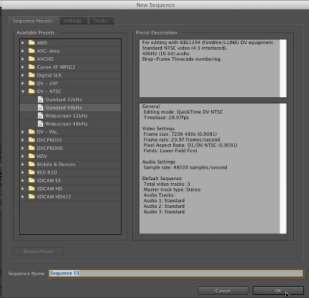 New Sequence
Sequence Presets Settings Tracks
Available Presets
AVC-Intra
AVCHD
Canon XF MPEG2
Digital SLR
DV - 24P
DV - NTSC
Standard 32kHz
Standard 48kHz
Widescreen 32kHz
Widescreen 48kHz
DV - PAL
DVCPRO50
DVCPROHD
HDV
Mobile & Devices
XDCAM EX
XDCAM HD
XDCAM HD422
Delete Preset
Preset Description
For editing with IEEE1394 (FireWire/i.LINK) DV equipment.
Standard NTSC video (4:3 interlaced).
48kHz (16 bit) audio.
Drop-Frame Timecode numbering.
General
Editing mode: QuickTime DV NTSC
Timebase: 29.97fps
Video Settings
Frame size: 720h 480v (0.9091)
Frame rate: 29.97 frames/second
Pixel Aspect Ratio: D1/DV NTSC (0.9091)
Fields: Lower Field First
Audio Settings
Sample rate: 48000 samples/second
Default Sequence
Total video tracks: 3
Master track type: Stereo
Audio Tracks:
Audio 1: Standard
Audio 2: Standard
Audio 3: Standard
Sequence Name: Sequence 01
Cancel OK